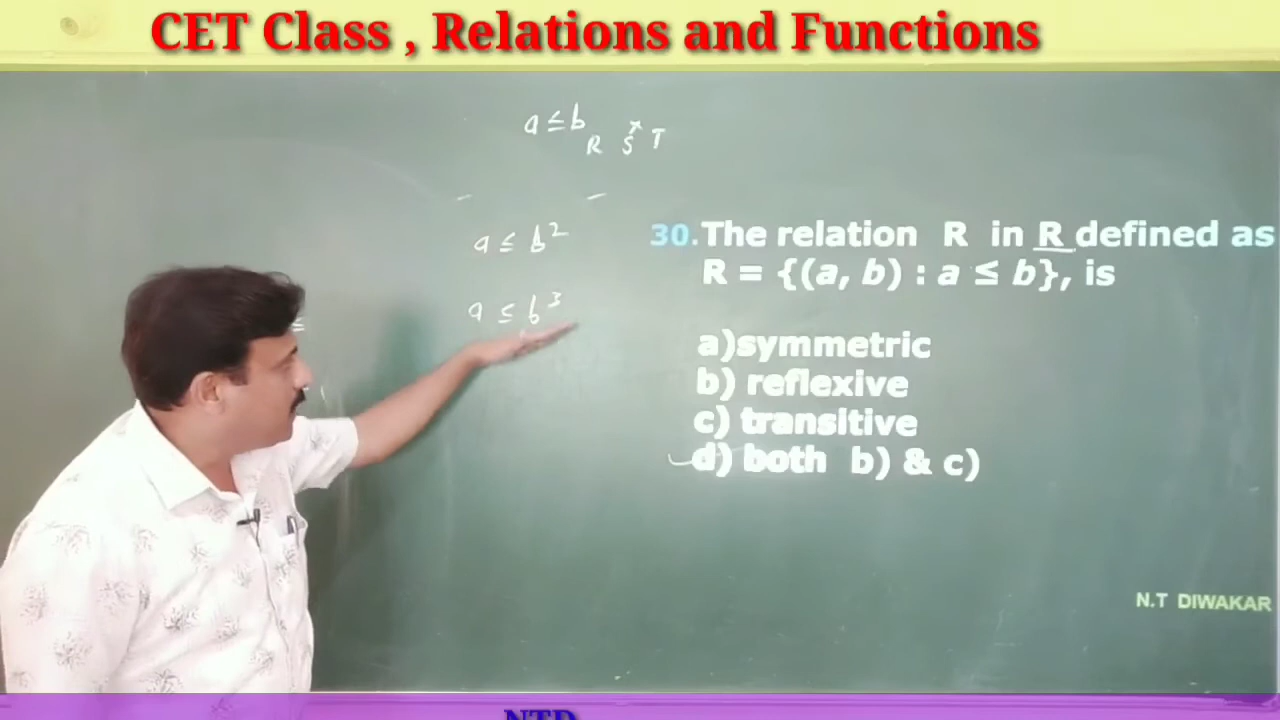 CET Class , Relations and Functions
a ≤ b
R S T
a ≤ b²
a ≤ b³
30. The relation R in R defined as
R = {(a, b) : a ≤ b}, is
a)symmetric
b) reflexive
c) transitive
d) both b) & c)
N.T DIWAKAR
NTD